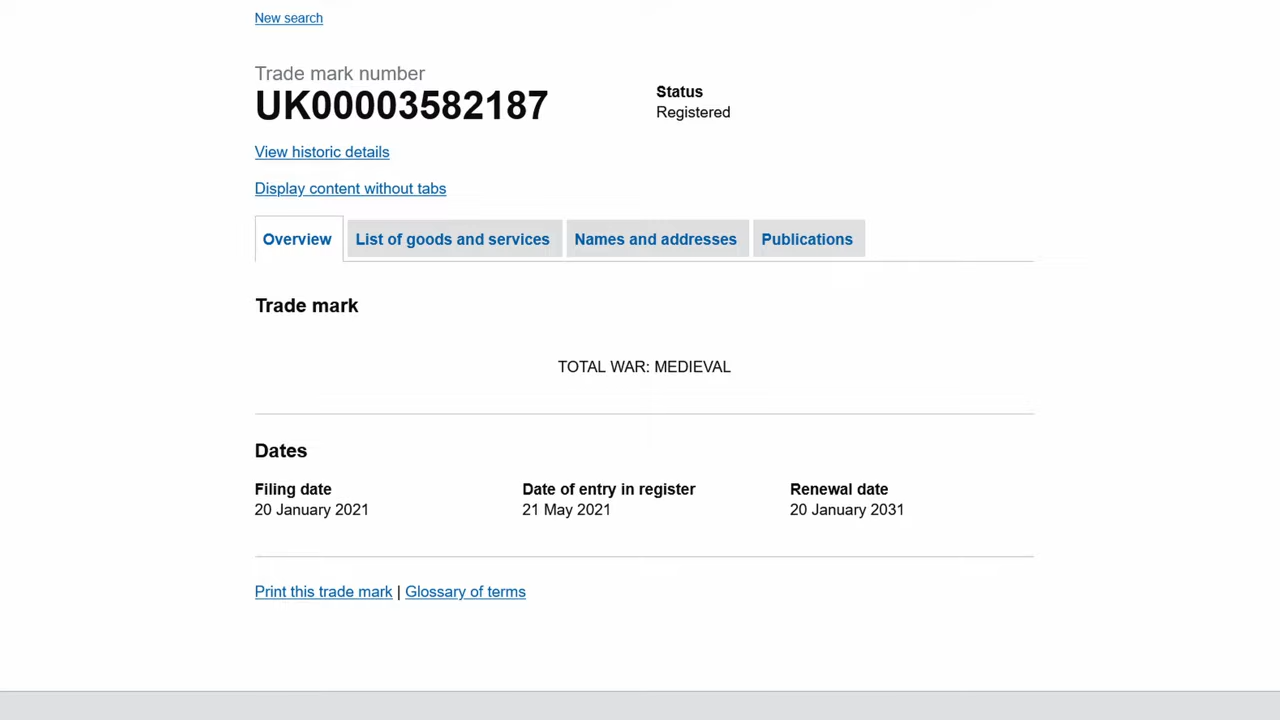 New search
Trade mark number
UK00003582187
Status
Registered
View historic details
Display content without tabs
Overview
List of goods and services
Names and addresses
Publications
Trade mark
TOTAL WAR: MEDIEVAL
Dates
Filing date
20 January 2021
Date of entry in register
21 May 2021
Renewal date
20 January 2031
Print this trade mark | Glossary of terms